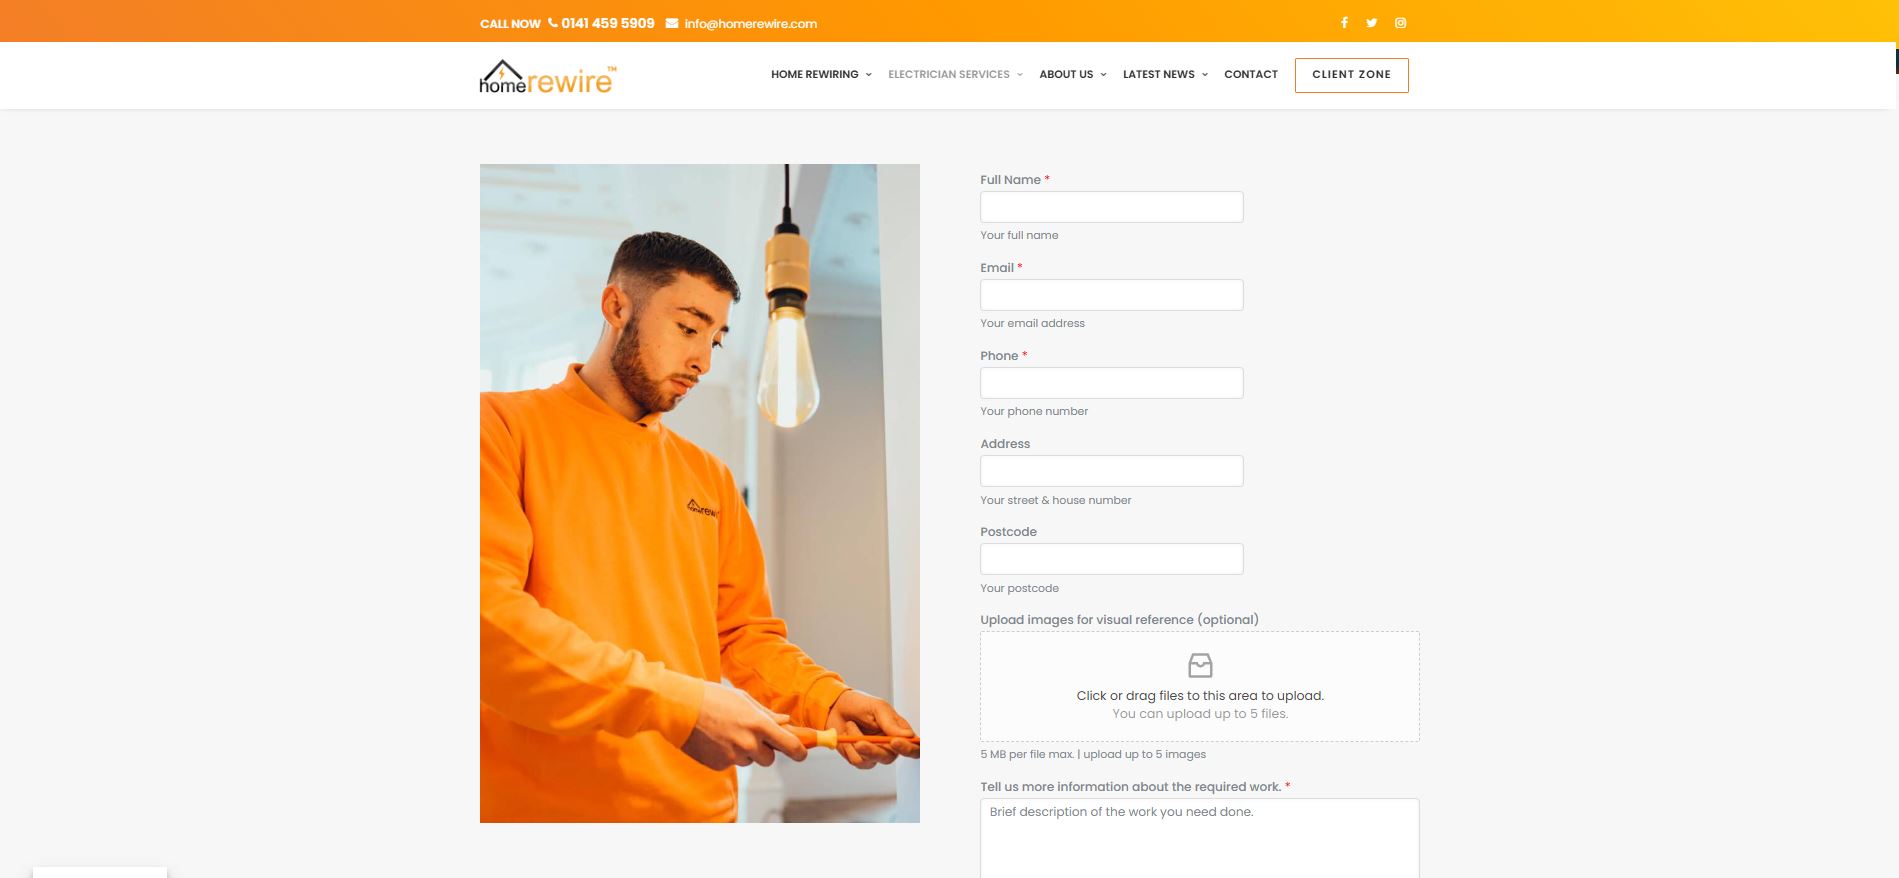 CALL NOW 0141 459 5909 info@homerewire.com
homerewire™
HOME REWIRING ELECTRICIAN SERVICES ABOUT US LATEST NEWS CONTACT CLIENT ZONE
Full Name *
Your full name
Email *
Your email address
Phone *
Your phone number
Address
Your street & house number
Postcode
Your postcode
Upload images for visual reference (optional)
Click or drag files to this area to upload.
You can upload up to 5 files.
5 MB per file max. | upload up to 5 images
Tell us more information about the required work. *
Brief description of the work you need done.